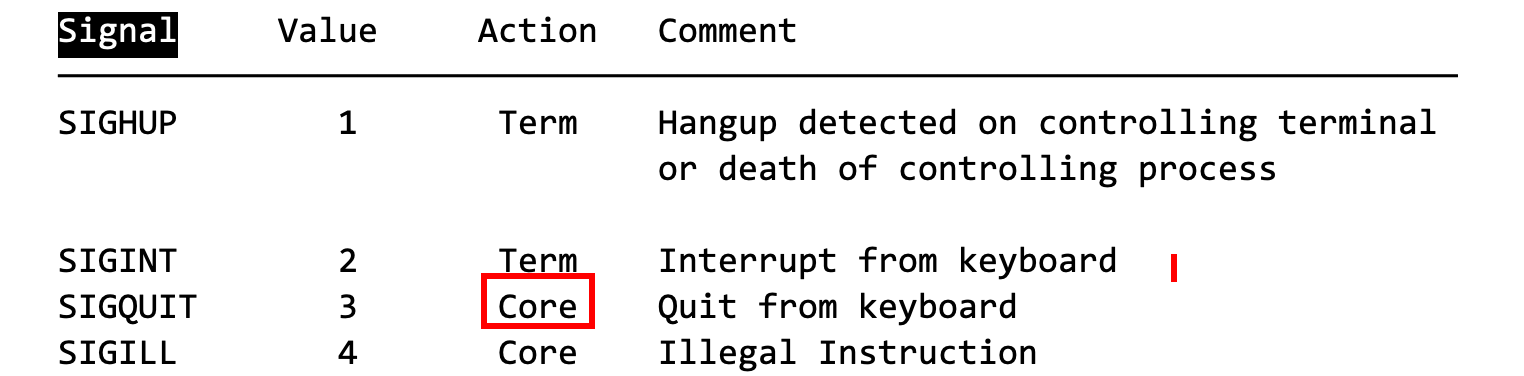 Signal Value Action Comment
SIGHUP 1 Term Hangup detected on controlling terminal
or death of controlling process
SIGINT 2 Term Interrupt from keyboard
SIGQUIT 3 Core Quit from keyboard
SIGILL 4 Core Illegal Instruction